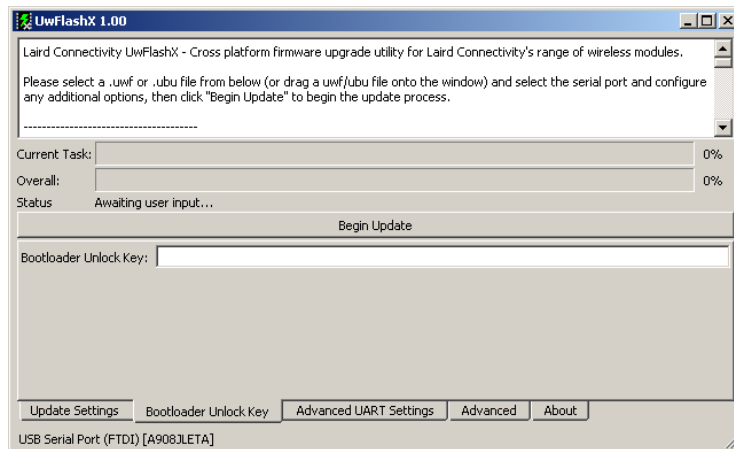 UwFlashX 1.00
Laird Connectivity UwFlashX - Cross platform firmware upgrade utility for Laird Connectivity's range of wireless modules.
Please select a .uwf or .ubu file from below (or drag a uwf/ubu file onto the window) and select the serial port and configure
any additional options, then click "Begin Update" to begin the update process.
--------------------------------------
Current Task: 0%
Overall: 0%
Status Awaiting user input...
Begin Update
Bootloader Unlock Key:
Update Settings Bootloader Unlock Key Advanced UART Settings Advanced About
USB Serial Port (FTDI) [A908JLETA]